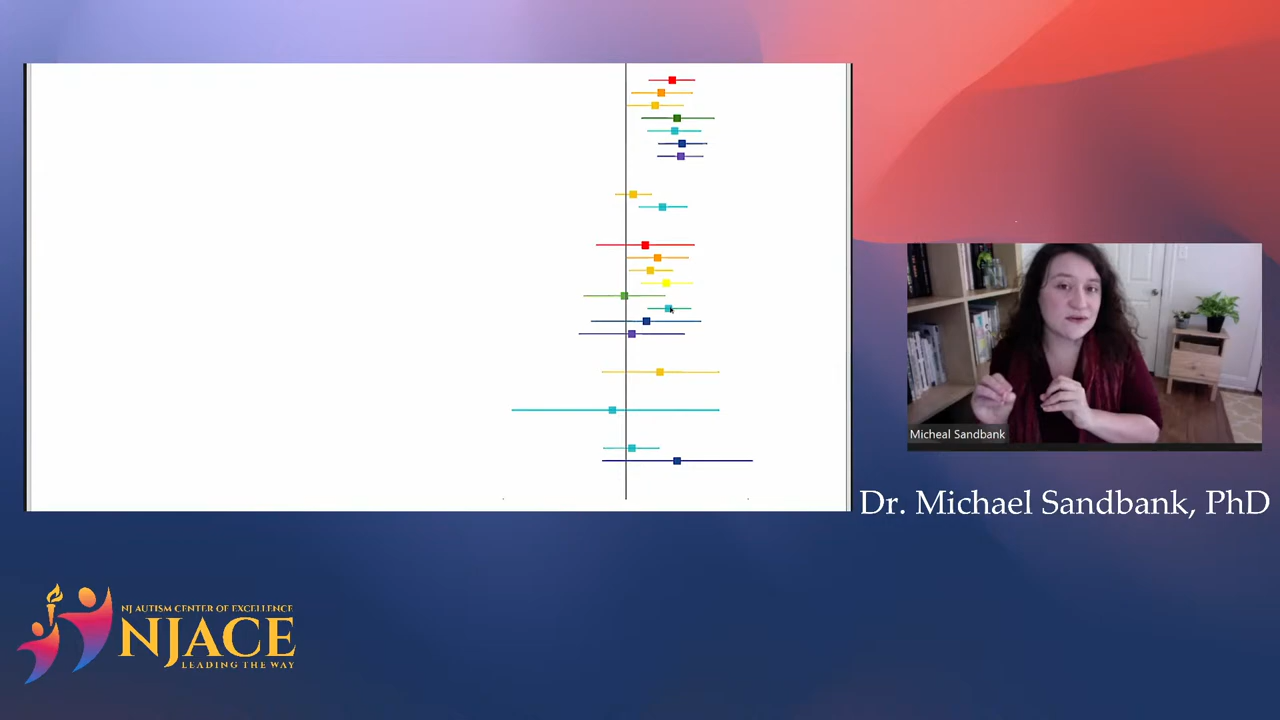 Micheal Sandbank
Dr. Michael Sandbank, PhD
NJ AUTISM CENTER OF EXCELLENCE
NJACE
LEADING THE WAY